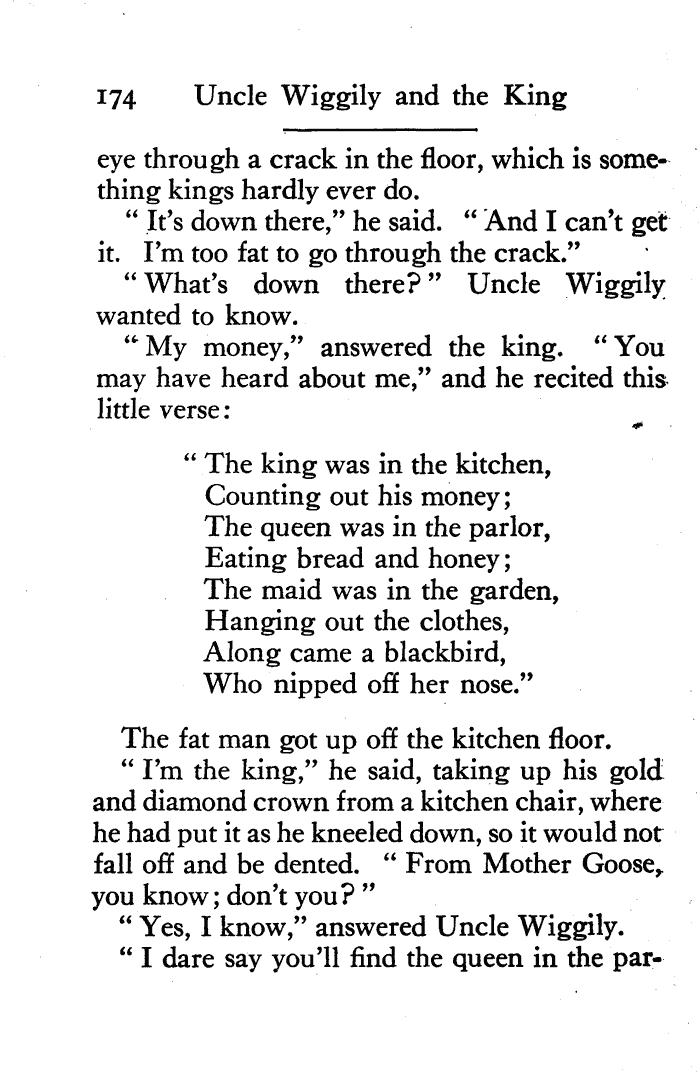 174 Uncle Wiggily and the King
eye through a crack in the floor, which is some-
thing kings hardly ever do.
“ It's down there,” he said. “ And I can't get
it. I'm too fat to go through the crack.”
“ What's down there? ” Uncle Wiggily
wanted to know.
“ My money,” answered the king. “ You
may have heard about me,” and he recited this
little verse:
“ The king was in the kitchen,
Counting out his money;
The queen was in the parlor,
Eating bread and honey;
The maid was in the garden,
Hanging out the clothes,
Along came a blackbird,
Who nipped off her nose.”
The fat man got up off the kitchen floor.
“ I'm the king,” he said, taking up his gold
and diamond crown from a kitchen chair, where
he had put it as he kneeled down, so it would not
fall off and be dented. “ From Mother Goose,
you know; don't you? ”
“ Yes, I know,” answered Uncle Wiggily.
“ I dare say you'll find the queen in the par-